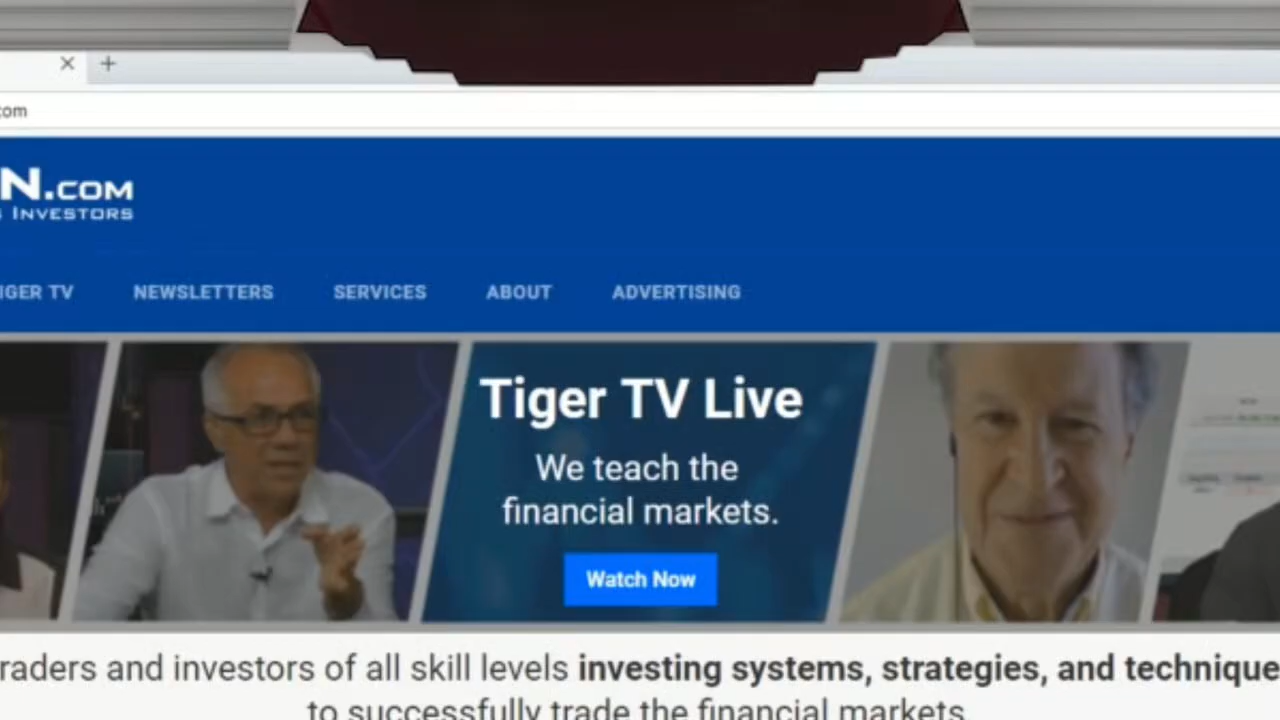 com
N.COM
INVESTORS
IGER TV NEWSLETTERS SERVICES ABOUT ADVERTISING
Tiger TV Live
We teach the
financial markets.
Watch Now
raders and investors of all skill levels investing systems, strategies, and technique
to successfully trade the financial markets.